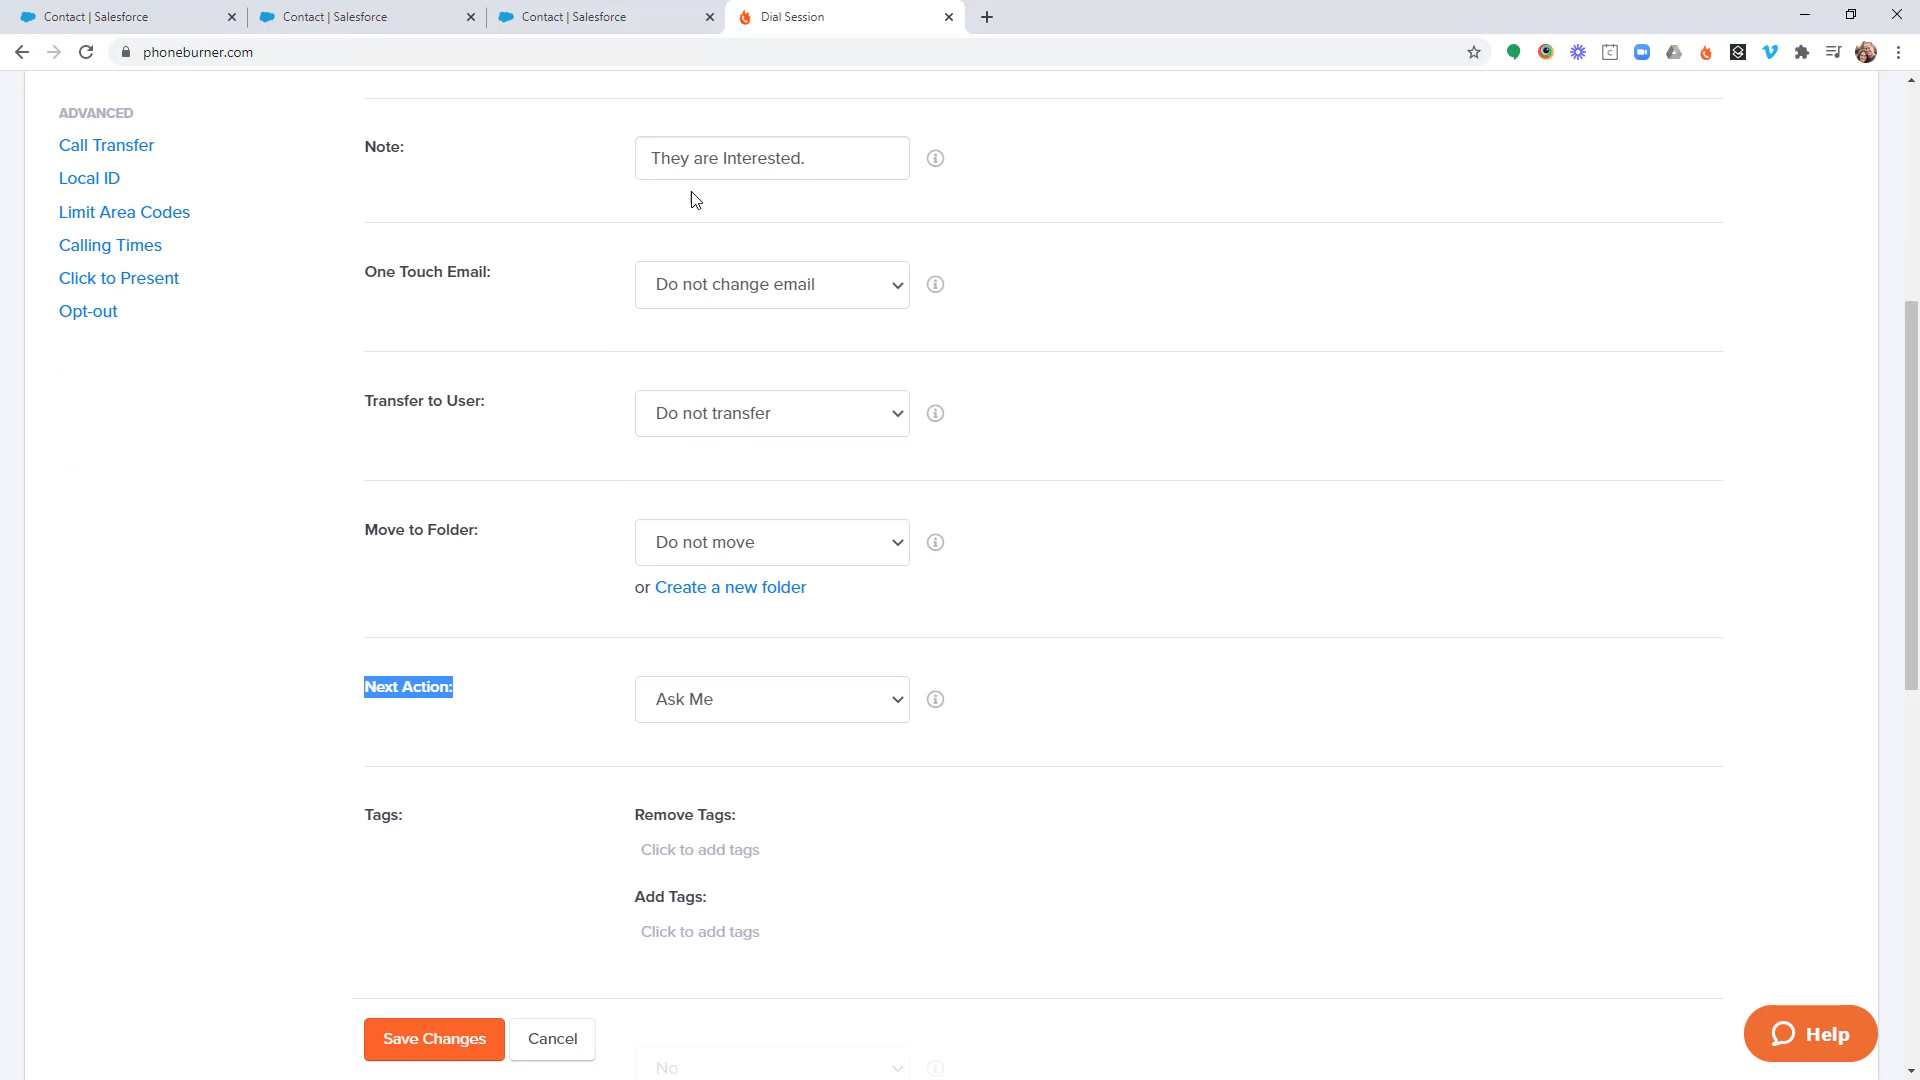 Contact | Salesforce
Contact | Salesforce
Contact | Salesforce
Dial Session
phoneburner.com
ADVANCED
Call Transfer
Local ID
Limit Area Codes
Calling Times
Click to Present
Opt-out
Note:
They are Interested.
One Touch Email:
Do not change email
Transfer to User:
Do not transfer
Move to Folder:
Do not move
or Create a new folder
Next Action:
Ask Me
Tags:
Remove Tags:
Click to add tags
Add Tags:
Click to add tags
Save Changes
Cancel
No
Help